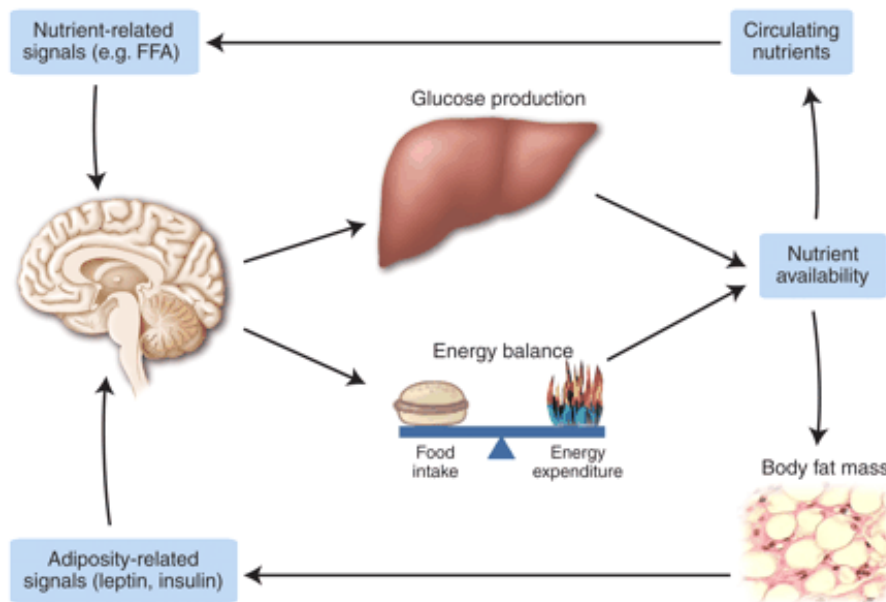 Nutrient-related
signals (e.g. FFA)
Circulating
nutrients
Glucose production
Nutrient
availability
Energy balance
Food
intake
Energy
expenditure
Body fat mass
Adiposity-related
signals (leptin, insulin)